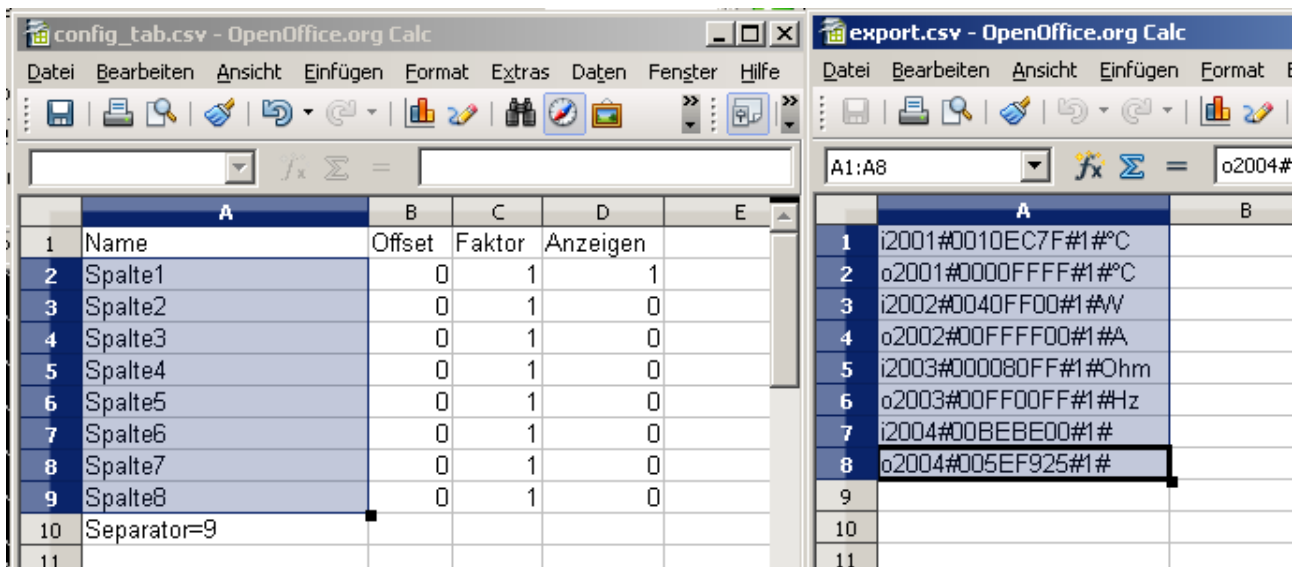 config_tab.csv - OpenOffice.org Calc
Datei Bearbeiten Ansicht Einfügen Format Extras Daten Fenster Hilfe
A B C D E
1 Name Offset Faktor Anzeigen
2 Spalte1 0 1 1
3 Spalte2 0 1 0
4 Spalte3 0 1 0
5 Spalte4 0 1 0
6 Spalte5 0 1 0
7 Spalte6 0 1 0
8 Spalte7 0 1 0
9 Spalte8 0 1 0
10 Separator=9
11
export.csv - OpenOffice.org Calc
Datei Bearbeiten Ansicht Einfügen Format
A1:A8 o2004#
A B
1 i2001#0010EC7F#1#°C
2 o2001#0000FFFF#1#°C
3 i2002#0040FF00#1#W
4 o2002#00FFFF00#1#A
5 i2003#000080FF#1#Ohm
6 o2003#00FF00FF#1#Hz
7 i2004#00BEBE00#1#
8 o2004#005EF925#1#
9
10
11